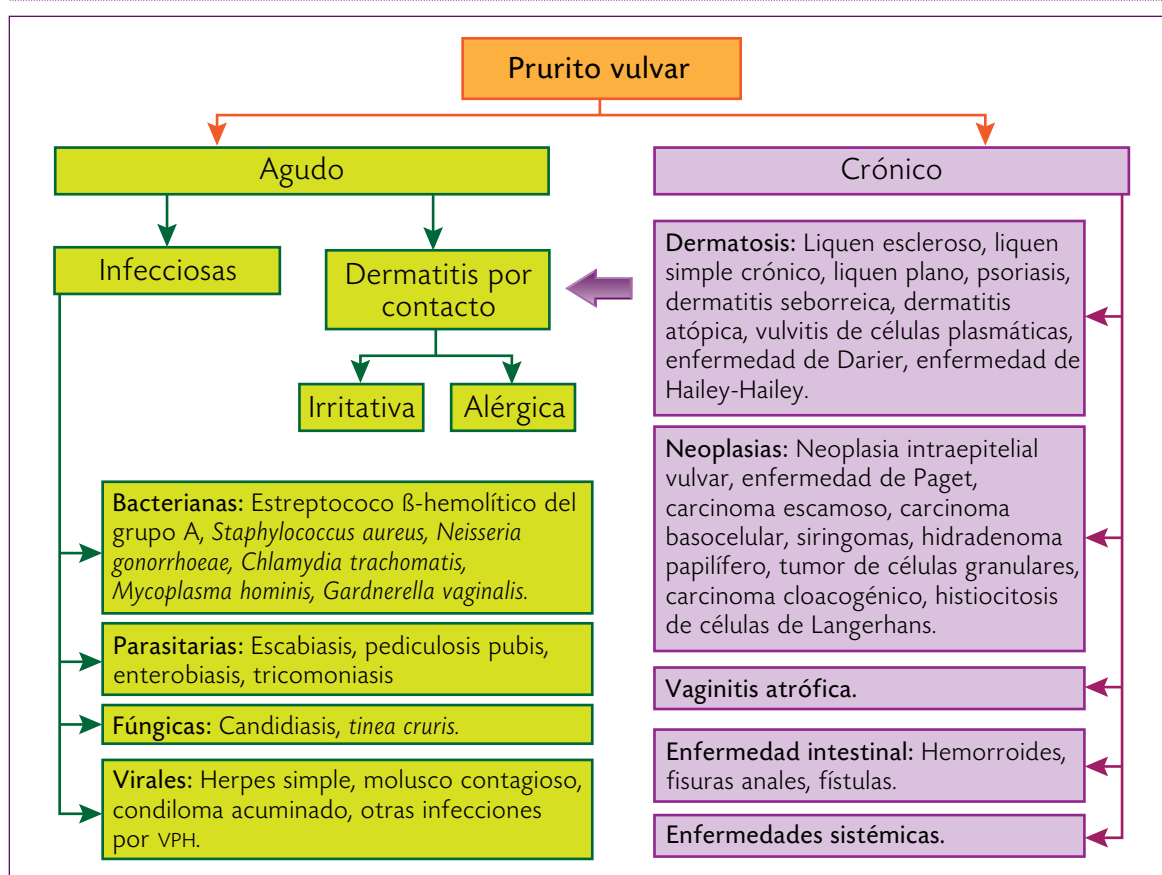 Prurito vulvar
Agudo
Infecciosas
Dermatitis por
contacto
Irritativa
Alérgica
Bacterianas: Estreptococo ß-hemolítico del
grupo A, Staphylococcus aureus, Neisseria
gonorrhoeae, Chlamydia trachomatis,
Mycoplasma hominis, Gardnerella vaginalis.
Parasitarias: Escabiasis, pediculosis pubis,
enterobiasis, tricomoniasis
Fúngicas: Candidiasis, tinea cruris.
Virales: Herpes simple, molusco contagioso,
condiloma acuminado, otras infecciones
por VPH.
Crónico
Dermatosis: Liquen escleroso, liquen
simple crónico, liquen plano, psoriasis,
dermatitis seborreica, dermatitis
atópica, vulvitis de células plasmáticas,
enfermedad de Darier, enfermedad de
Hailey-Hailey.
Neoplasias: Neoplasia intraepitelial
vulvar, enfermedad de Paget,
carcinoma escamoso, carcinoma
basocelular, siringomas, hidradenoma
papilífero, tumor de células granulares,
carcinoma cloacogénico, histiocitosis
de células de Langerhans.
Vaginitis atrófica.
Enfermedad intestinal: Hemorroides,
fisuras anales, fístulas.
Enfermedades sistémicas.